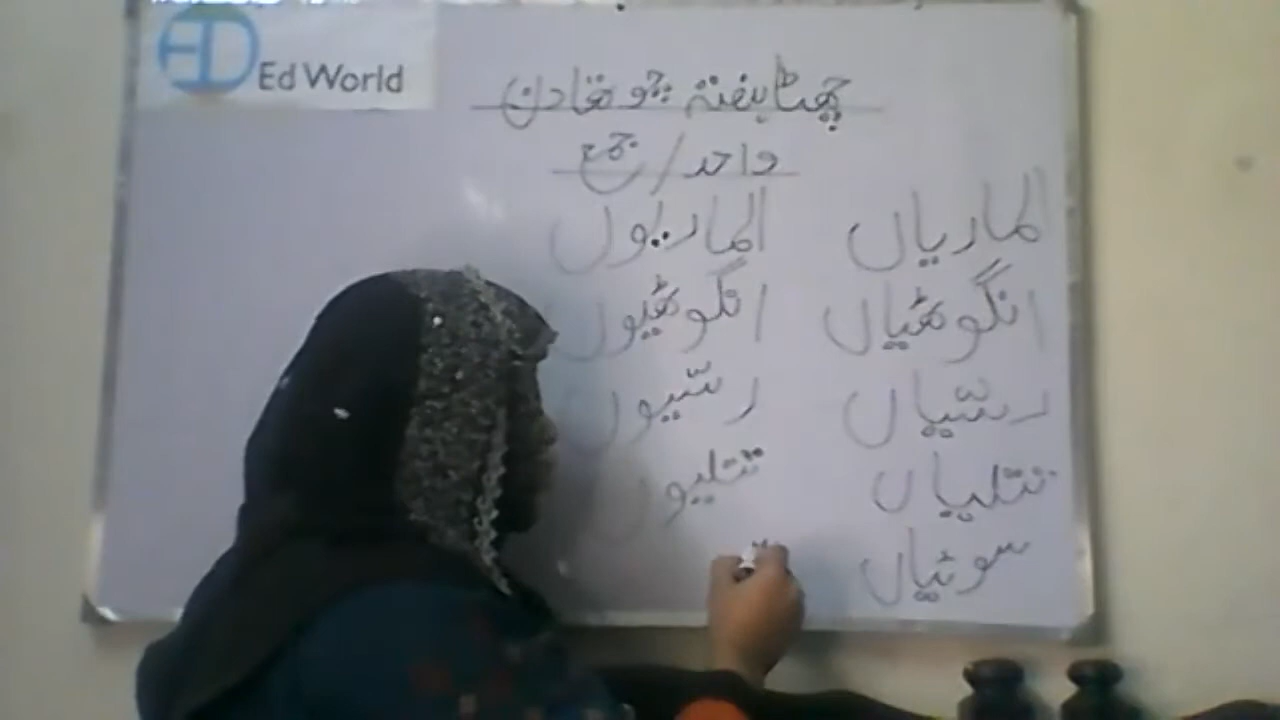 ED Ed World
چھٹا ہفتہ چوتھا دن
واحد / جمع
الماریاں الماریوں
انگوٹھیاں انگوٹھیوں
رسّیاں رسّیوں
تتلیاں تتلیوں
سوئیاں